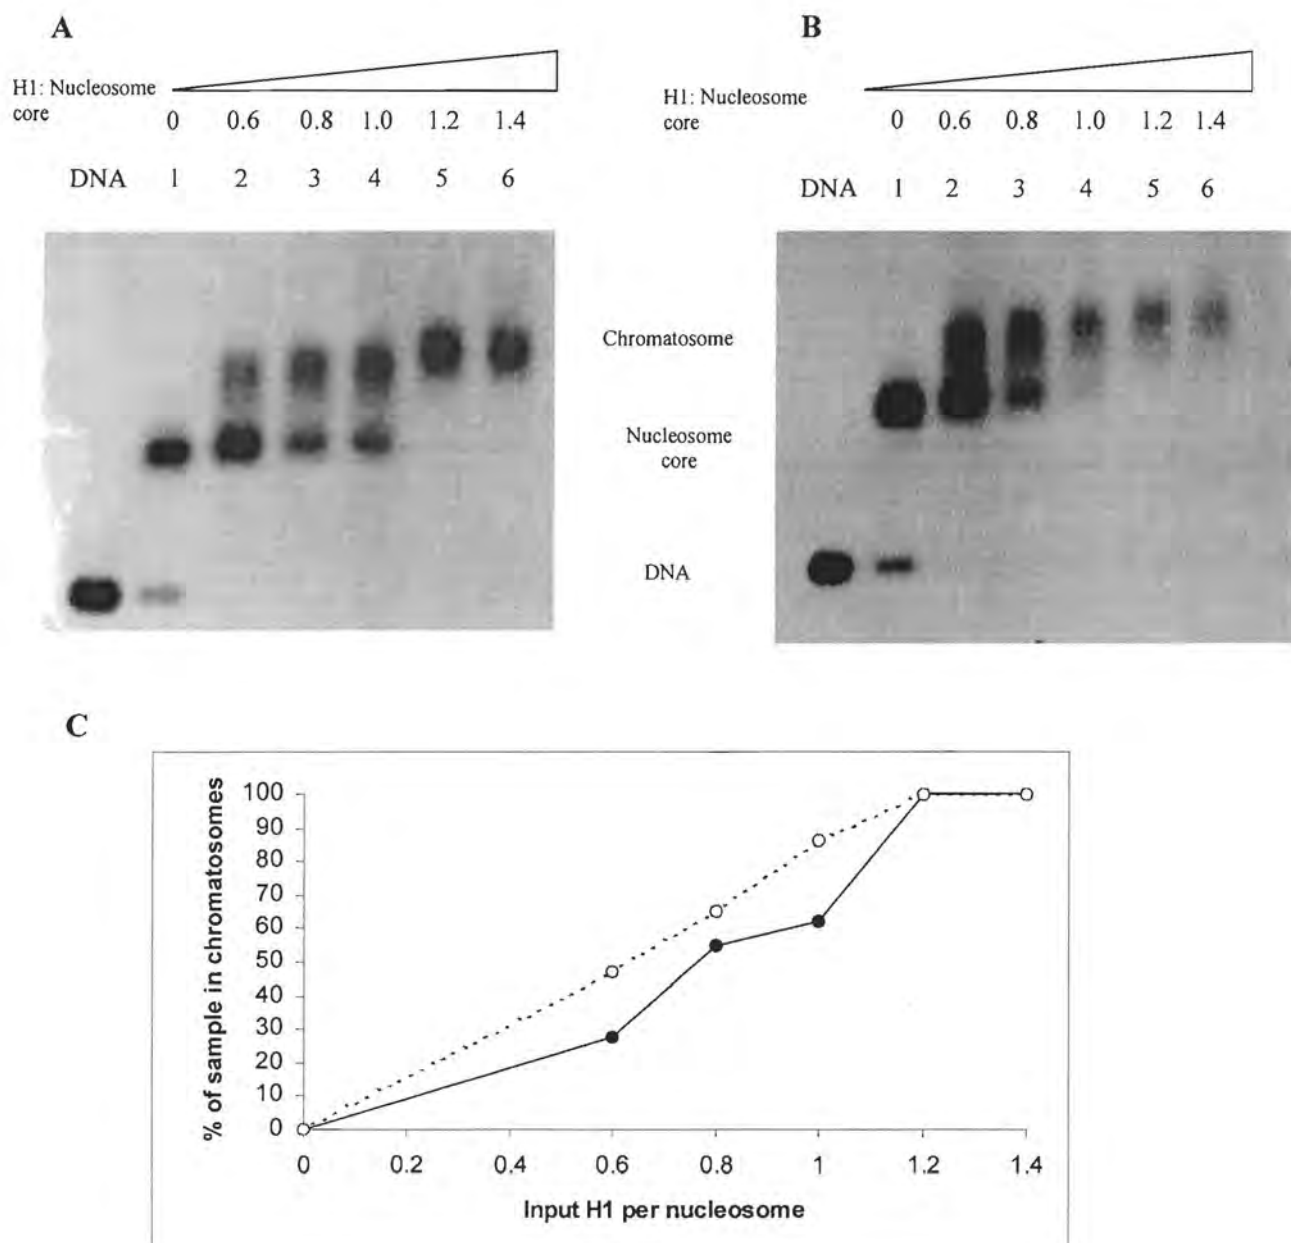 A
H1: Nucleosome
core
0 0.6 0.8 1.0 1.2 1.4
DNA 1 2 3 4 5 6
B
H1: Nucleosome
core
0 0.6 0.8 1.0 1.2 1.4
DNA 1 2 3 4 5 6
Chromatosome
Nucleosome
core
DNA
C
% of sample in chromatosomes
100
90
80
70
60
50
40
30
20
10
0
0 0.2 0.4 0.6 0.8 1 1.2 1.4
Input H1 per nucleosome